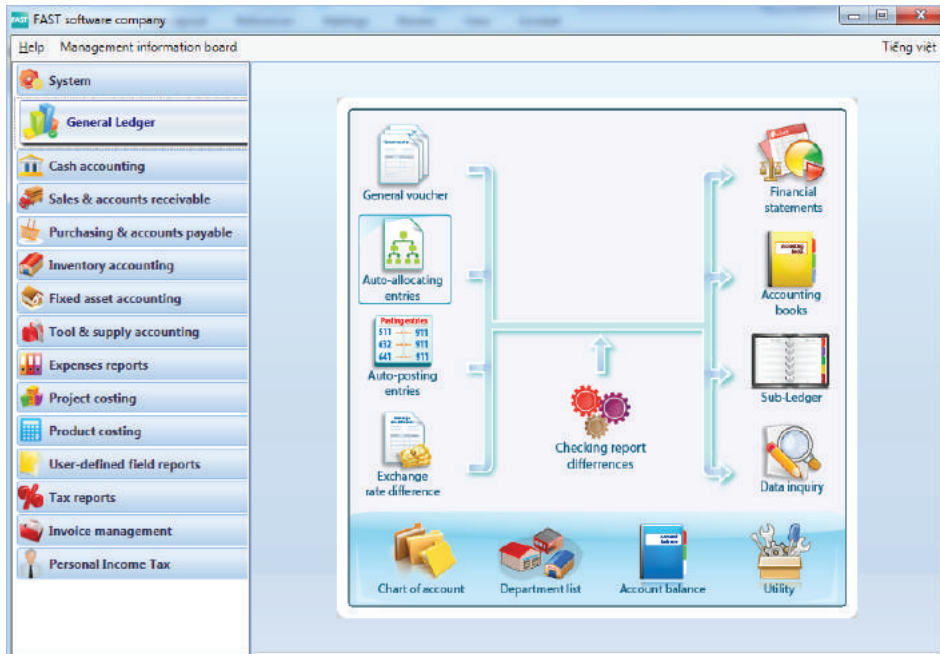 FAST FAST software company
Help Management information board
Tiếng việt
System
General Ledger
Cash accounting
Sales & accounts receivable
Purchasing & accounts payable
Inventory accounting
Fixed asset accounting
Tool & supply accounting
Expenses reports
Project costing
Product costing
User-defined field reports
Tax reports
Invoice management
Personal Income Tax
General voucher
Auto-allocating
entries
Posting entries
511 911
632 911
641 911
Auto-posting
entries
Exchange
rate difference
Checking report
differrences
Financial
statements
Accounting
books
Sub-Ledger
Data inquiry
Chart of account
Department list
Account balance
Utility